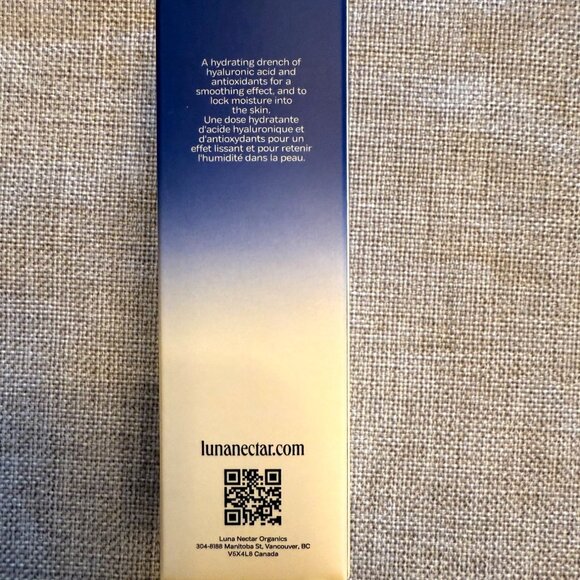 A hydrating drench of
hyaluronic acid and
antioxidants for a
smoothing effect, and to
lock moisture into
the skin.
Une dose hydratante
d'acide hyaluronique et
d'antioxydants pour un
effet lissant et pour retenir
l'humidité dans la peau.
lunanectar.com
Luna Nectar Organics
304-8188 Manitoba St, Vancouver, BC
V5X4L8 Canada